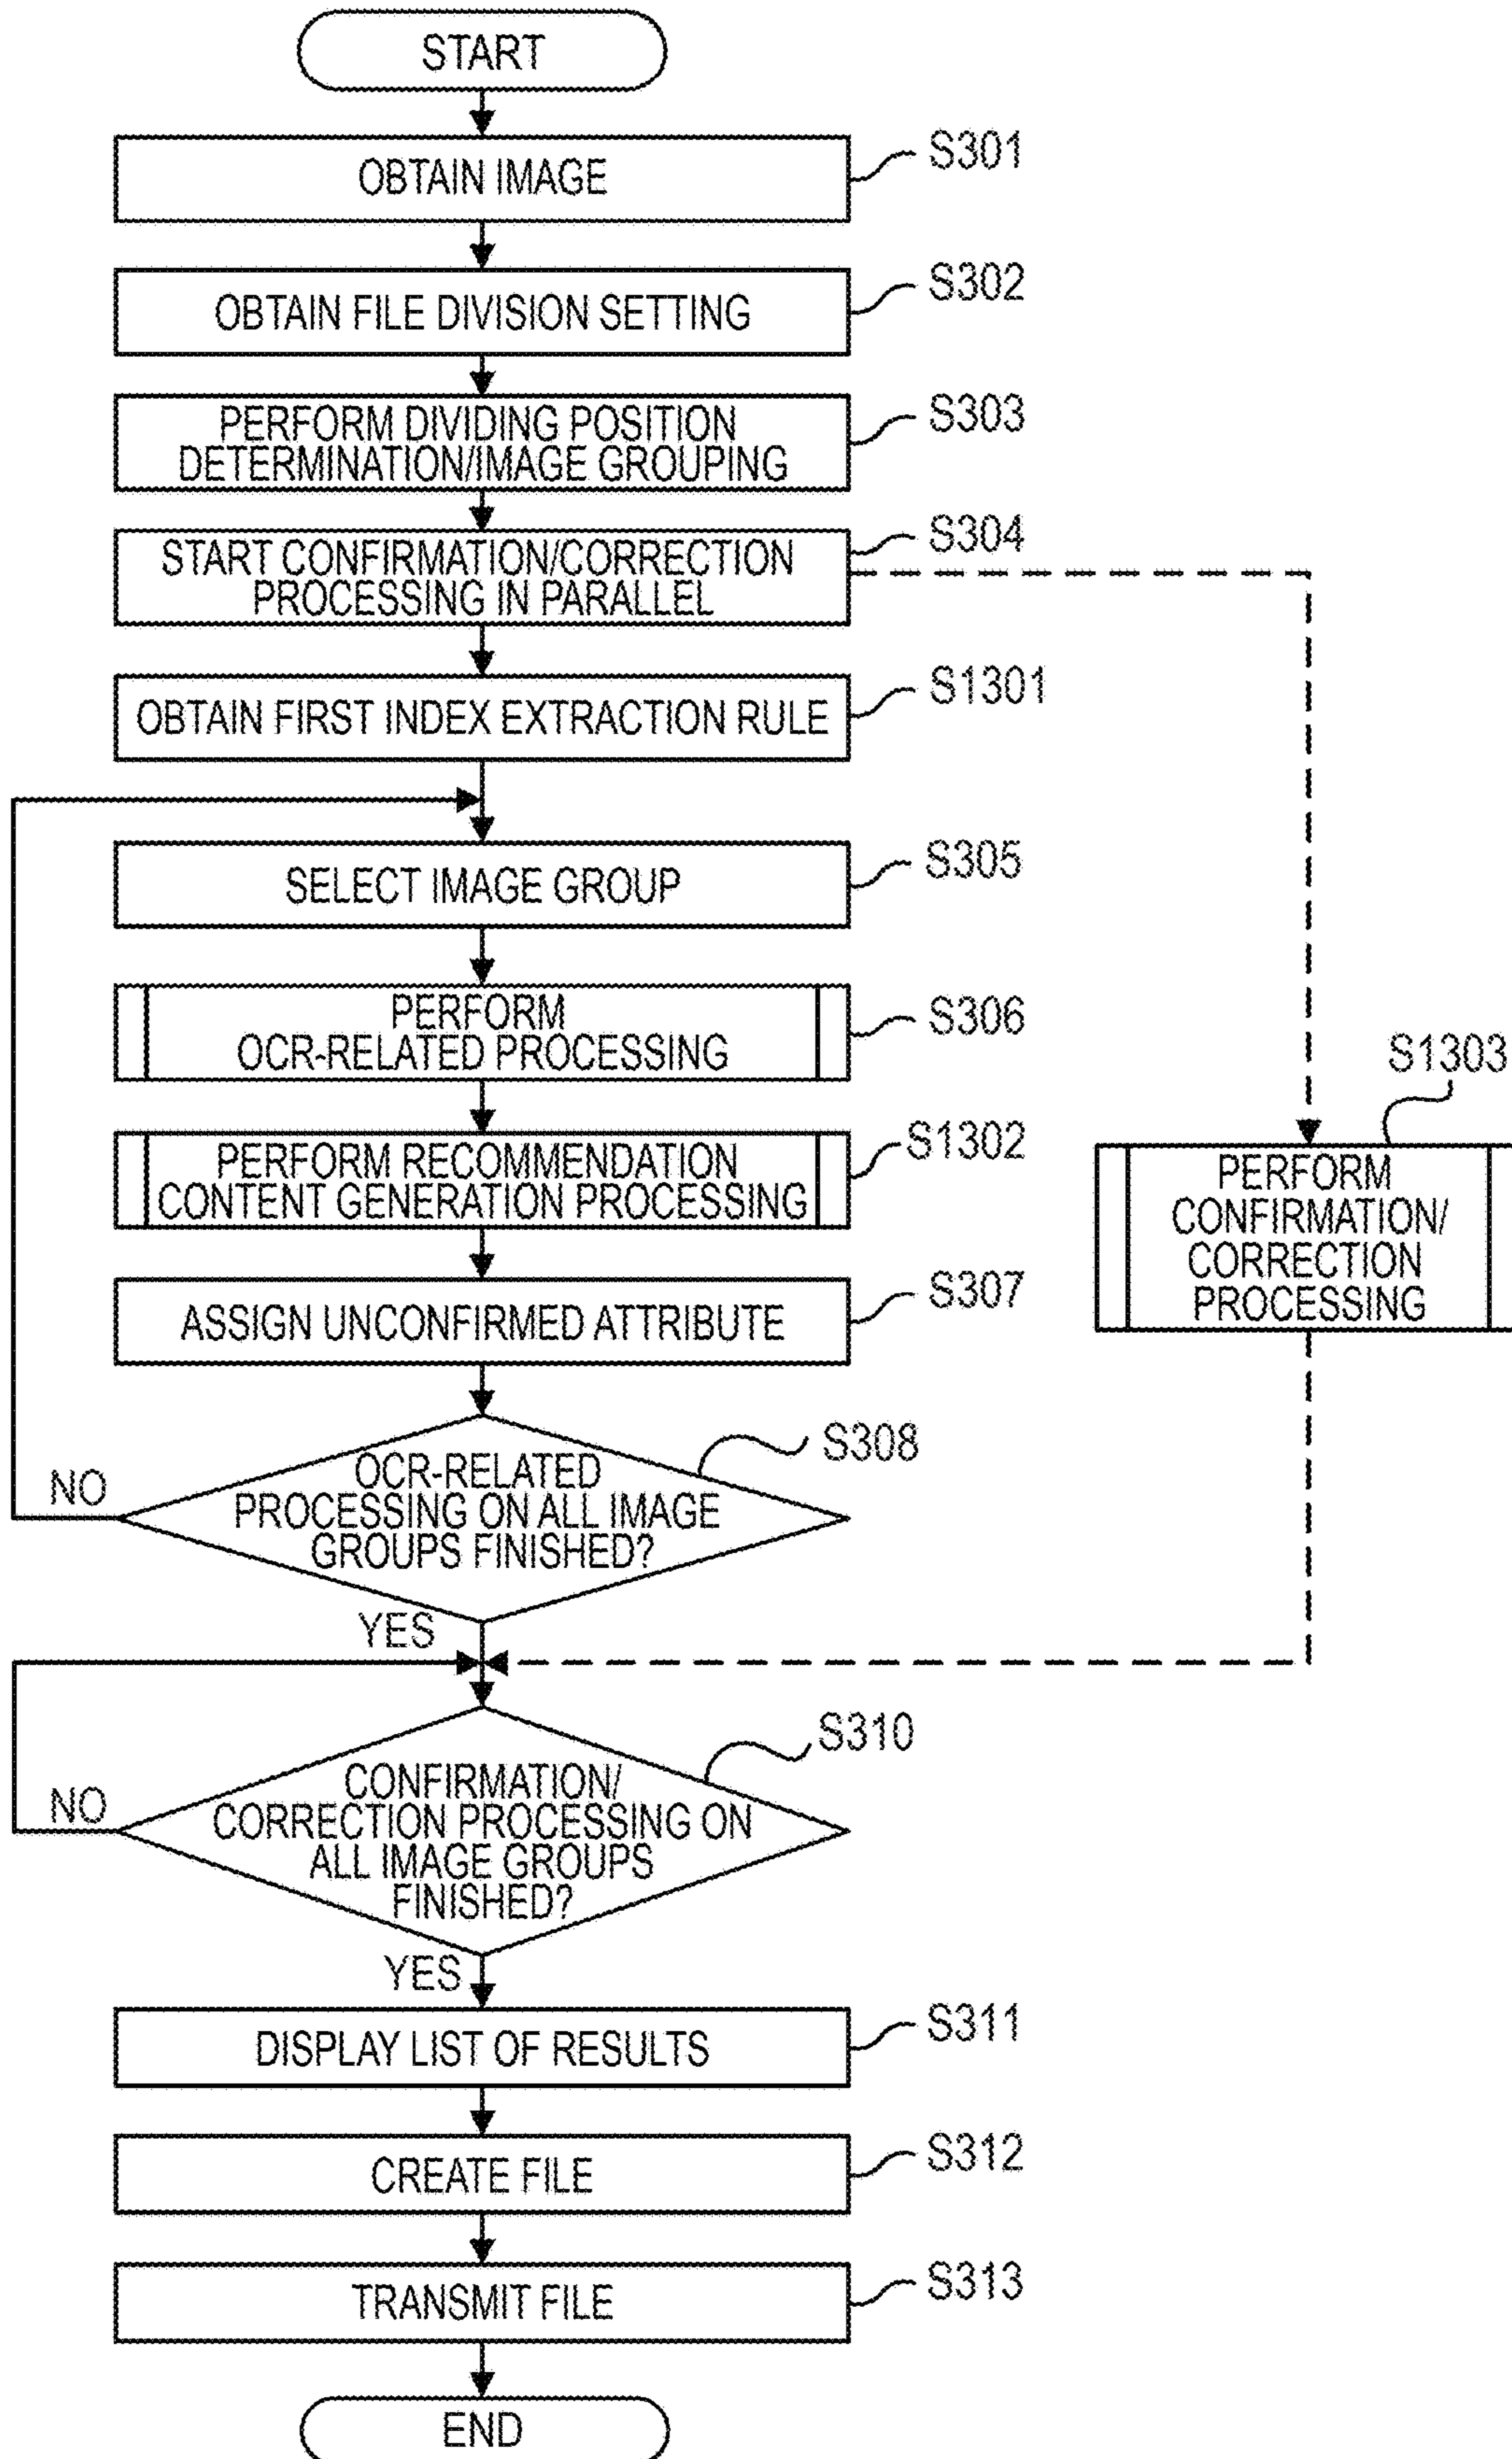 START
OBTAIN IMAGE
S301
OBTAIN FILE DIVISION SETTING
S302
PERFORM DIVIDING POSITION
DETERMINATION/IMAGE GROUPING
S303
START CONFIRMATION/CORRECTION
PROCESSING IN PARALLEL
S304
OBTAIN FIRST INDEX EXTRACTION RULE
S1301
SELECT IMAGE GROUP
S305
PERFORM
OCR-RELATED PROCESSING
S306
PERFORM RECOMMENDATION
CONTENT GENERATION PROCESSING
S1302
S1303
PERFORM
CONFIRMATION/
CORRECTION
PROCESSING
ASSIGN UNCONFIRMED ATTRIBUTE
S307
OCR-RELATED
PROCESSING ON ALL IMAGE
GROUPS FINISHED?
S308
NO
YES
CONFIRMATION/
CORRECTION PROCESSING ON
ALL IMAGE GROUPS
FINISHED?
S310
NO
YES
DISPLAY LIST OF RESULTS
S311
CREATE FILE
S312
TRANSMIT FILE
S313
END